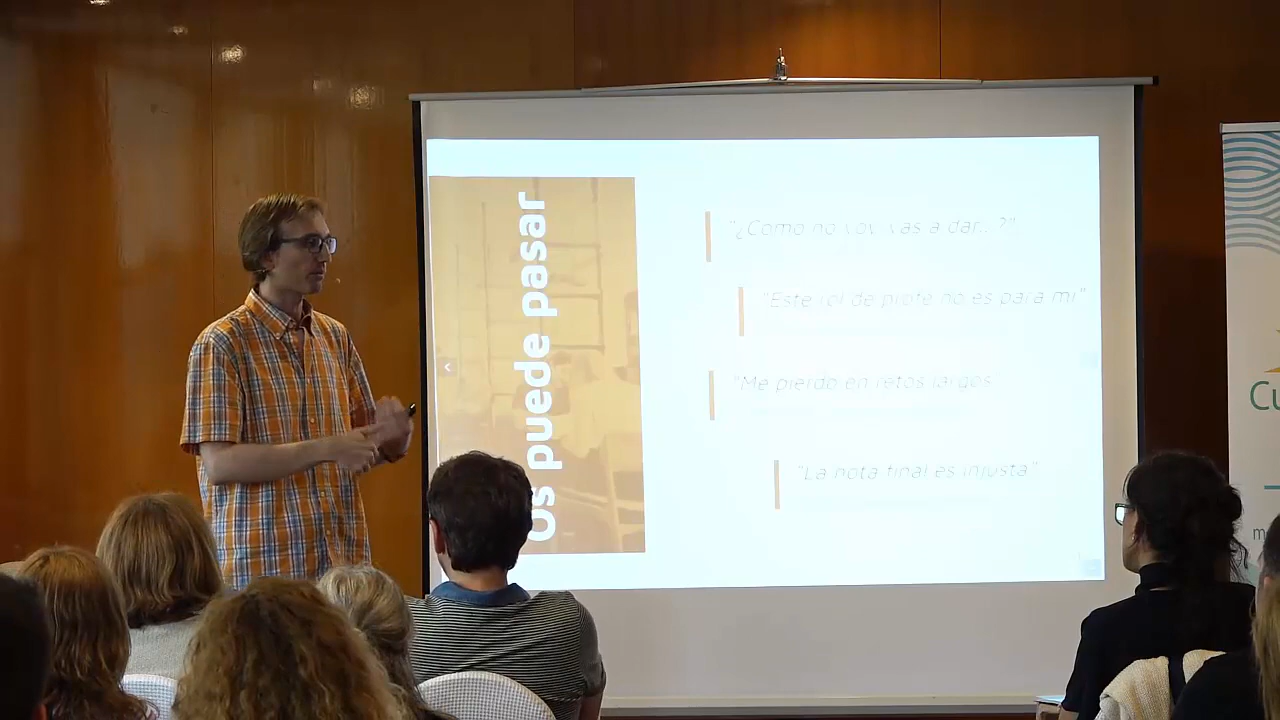 Os puede pasar
"¿Como no voy vas a dar...?"
"Este rol de profe no es para mi"
"Me pierdo en retos largos
"La nota final es injusta"
Cu
m